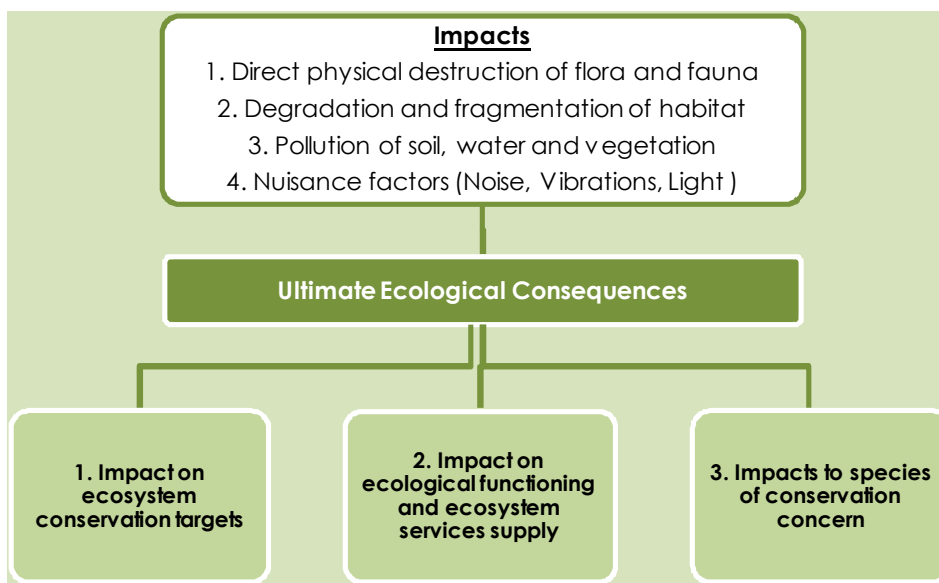 Impacts
1. Direct physical destruction of flora and fauna
2. Degradation and fragmentation of habitat
3. Pollution of soil, water and vegetation
4. Nuisance factors (Noise, Vibrations, Light )
Ultimate Ecological Consequences
1. Impact on
ecosystem
conservation targets
2. Impact on
ecological functioning
and ecosystem
services supply
3. Impacts to species
of conservation
concern